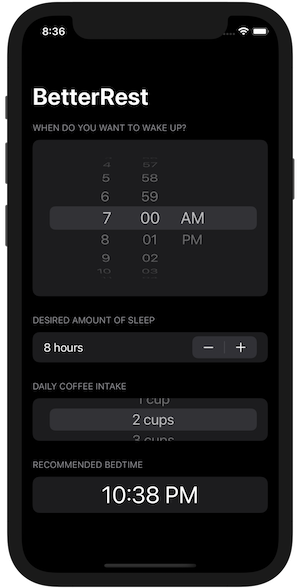 8:36
BetterRest
WHEN DO YOU WANT TO WAKE UP?
4 57
5 58
6 59
7 00 AM
8 01 PM
9 02
10 03
DESIRED AMOUNT OF SLEEP
8 hours − +
DAILY COFFEE INTAKE
1 cup
2 cups
3 cups
RECOMMENDED BEDTIME
10:38 PM